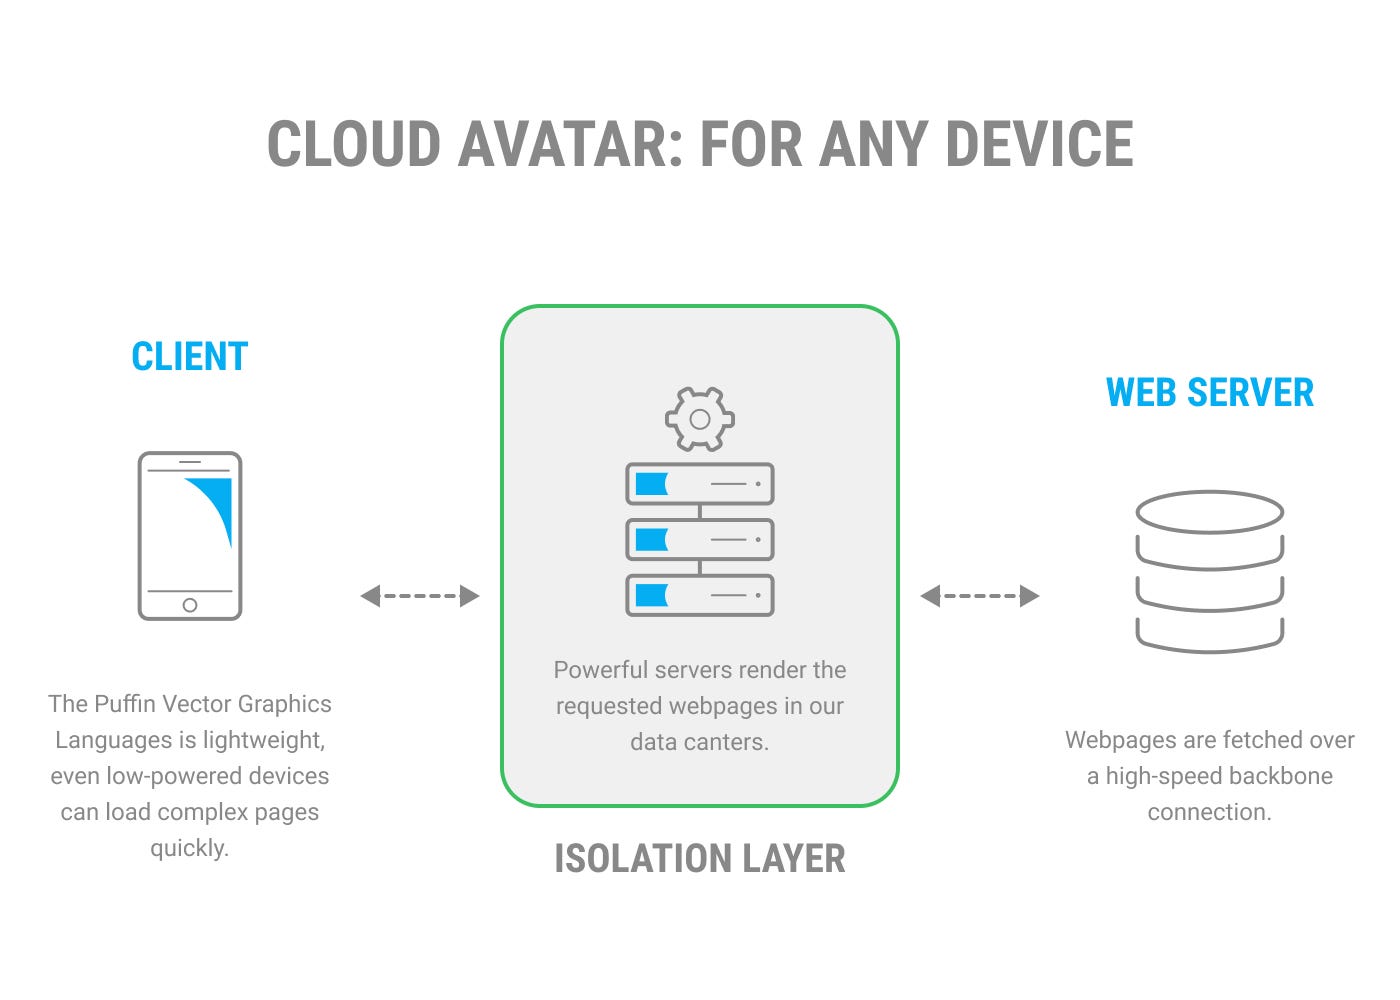 CLOUD AVATAR: FOR ANY DEVICE
CLIENT
The Puffin Vector Graphics
Languages is lightweight,
even low-powered devices
can load complex pages
quickly.
Powerful servers render the
requested webpages in our
data canters.
ISOLATION LAYER
WEB SERVER
Webpages are fetched over
a high-speed backbone
connection.